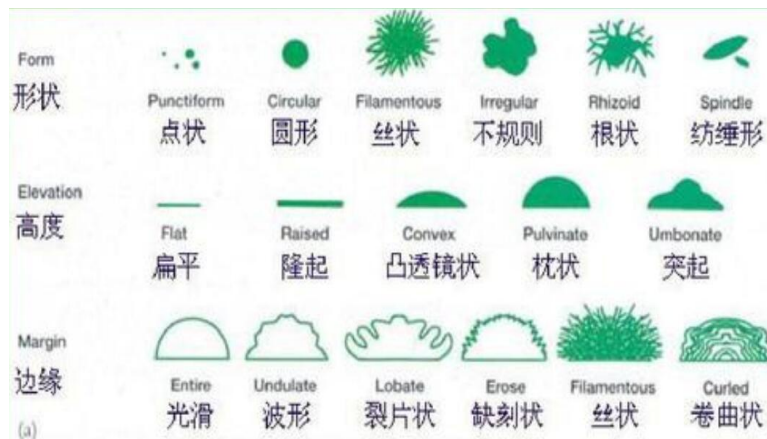 Form
形状
Punctiform Circular Filamentous Irregular Rhizoid Spindle
点状 圆形 丝状 不规则 根状 纺缍形
Elevation
高度
Flat Raised Convex Pulvinate Umbonate
扁平 隆起 凸透镜状 枕状 突起
Margin
边缘
Entire Undulate Lobate Erose Filamentous Curled
光滑 波形 裂片状 缺刻状 丝状 卷曲状
(a)